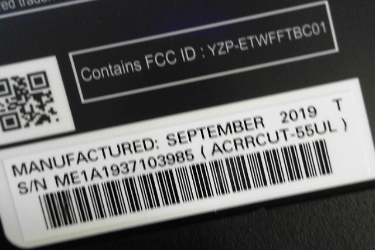 Contains FCC ID : YZP-ETWFFTBC01
MANUFACTURED: SEPTEMBER 2019 T
S/N ME1A1937103985 ( ACRRCUT-55UL )